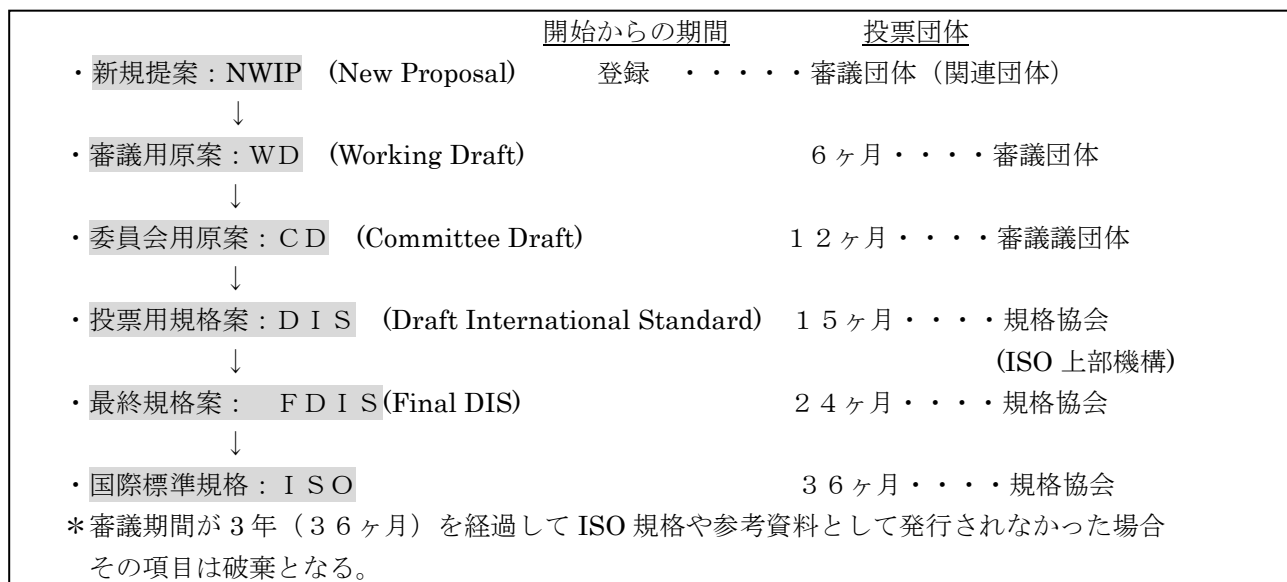 開始からの期間 投票団体
・新規提案：NWIP (New Proposal) 登録 ・・・・・審議団体（関連団体）
↓
・審議用原案：ＷＤ (Working Draft) ６ヶ月・・・・審議団体
↓
・委員会用原案：ＣＤ (Committee Draft) １２ヶ月・・・・審議議団体
↓
・投票用規格案：ＤＩＳ (Draft International Standard) １５ヶ月・・・・規格協会
↓ (ISO 上部機構)
・最終規格案： ＦＤＩＳ(Final DIS) ２４ヶ月・・・・規格協会
↓
・国際標準規格：ＩＳＯ ３６ヶ月・・・・規格協会
＊審議期間が 3 年（３６ヶ月）を経過して ISO 規格や参考資料として発行されなかった場合
その項目は破棄となる。